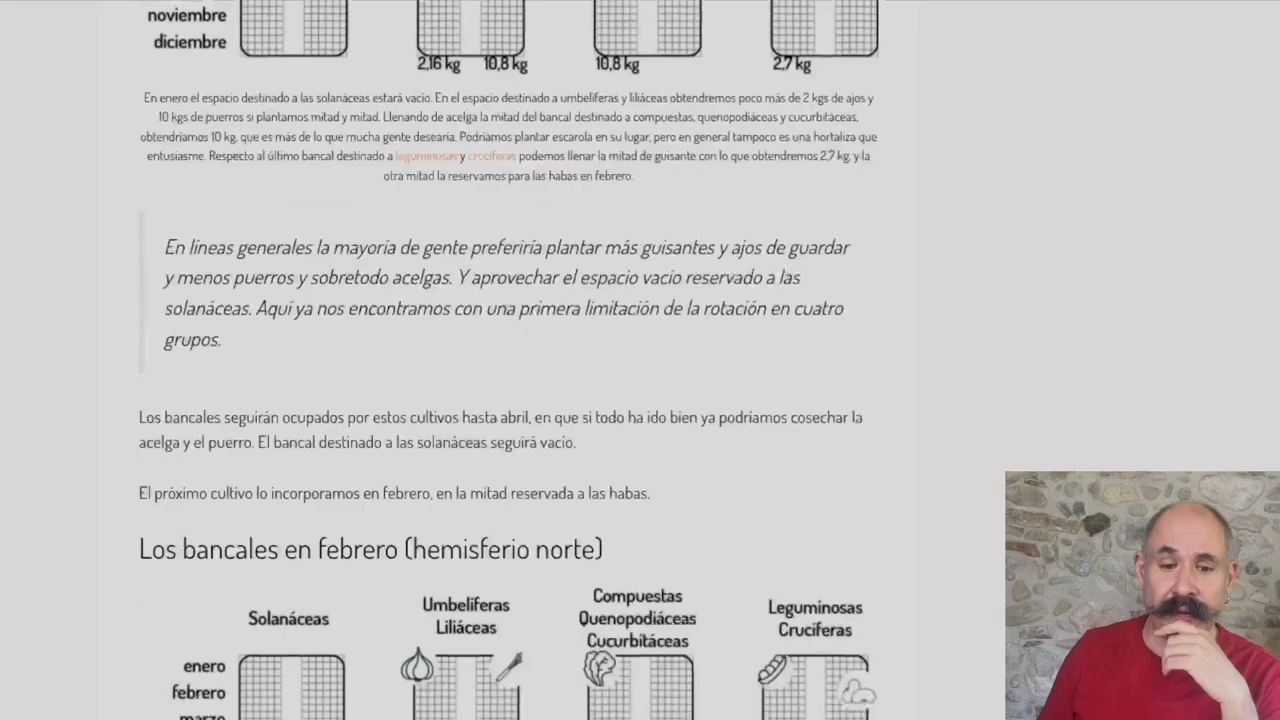 noviembre
diciembre
2,16 kg 10,8 kg 10,8 kg 2,7 kg
En enero el espacio destinado a las solanáceas estará vacío. En el espacio destinado a umbelíferas y liliáceas obtendremos poco más de 2 kgs de ajos y
10 kgs de puerros si plantamos mitad y mitad. Llenando de acelga la mitad del bancal destinado a compuestas, quenopodiáceas y cucurbitáceas,
obtendríamos 10 kg, que es más de lo que mucha gente desearía. Podríamos plantar escarola en su lugar, pero en general tampoco es una hortaliza que
entusiasme. Respecto al último bancal destinado a leguminosas y crucíferas podemos llenar la mitad de guisante con lo que obtendremos 2,7 kg, y la
otra mitad la reservamos para las habas en febrero.
En líneas generales la mayoría de gente preferiría plantar más guisantes y ajos de guardar
y menos puerros y sobretodo acelgas. Y aprovechar el espacio vacío reservado a las
solanáceas. Aquí ya nos encontramos con una primera limitación de la rotación en cuatro
grupos.
Los bancales seguirán ocupados por estos cultivos hasta abril, en que si todo ha ido bien ya podríamos cosechar la
acelga y el puerro. El bancal destinado a las solanáceas seguirá vacío.
El próximo cultivo lo incorporamos en febrero, en la mitad reservada a las habas.
Los bancales en febrero (hemisferio norte)
Solanáceas
Umbelíferas
Liliáceas
Compuestas
Quenopodiáceas
Cucurbitáceas
Leguminosas
Crucíferas
enero
febrero
marzo